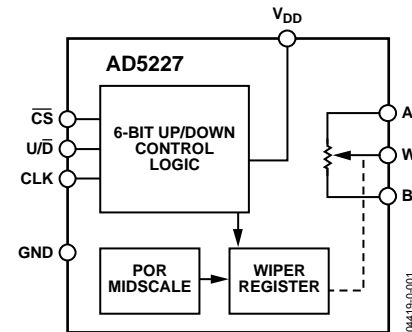 V_DD
AD5227
C̅S̅
U/D̅
CLK
GND
6-BIT UP/DOWN
CONTROL
LOGIC
A
W
B
POR
MIDSCALE
WIPER
REGISTER
04419-0-001